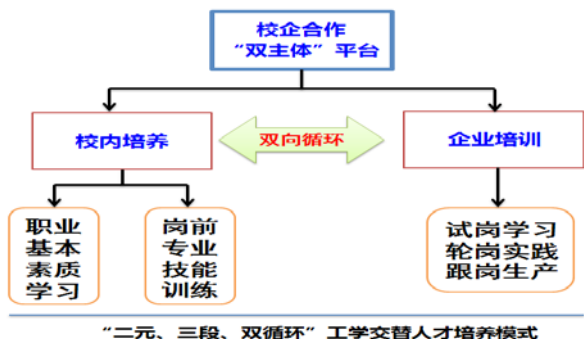 校企合作
“双主体”平台
校内培养
双向循环
企业培训
职业
基本
素质
学习
岗前
专业
技能
训练
试岗学习
轮岗实践
跟岗生产
“二元、三段、双循环”工学交替人才培养模式